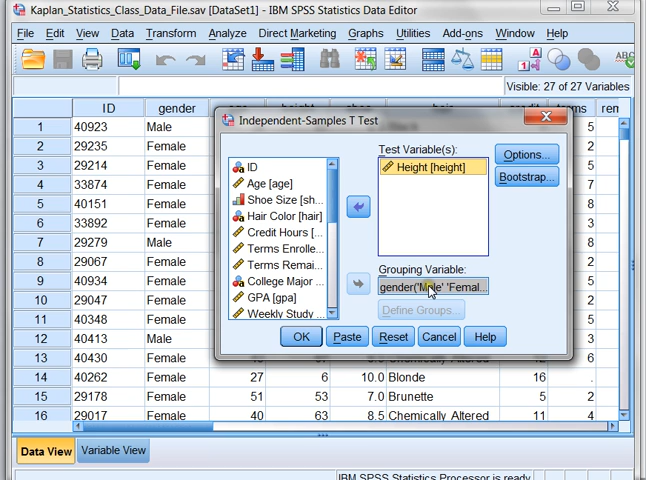 Kaplan_Statistics_Class_Data_File.sav [DataSet1] - IBM SPSS Statistics Data Editor
File Edit View Data Transform Analyze Direct Marketing Graphs Utilities Add-ons Window Help
Visible: 27 of 27 Variables
ID gender
1 40923 Male 5
2 29235 Female 2
3 29214 Female 5
4 33874 Female 7
5 40151 Female 8
6 33892 Female 3
7 29279 Male 8
8 29067 Female 2
9 40934 Female 5
10 29047 Female 2
11 40348 Female 5
12 40413 Male 3
13 40430 Female 6
14 40262 Female 27 6 10.0 Blonde 16 .
15 29178 Female 51 53 7.0 Brunette 5 2
16 29017 Female 40 63 8.5 Chemically Altered 11 4
Independent-Samples T Test
Test Variable(s):
ID
Age [age]
Shoe Size [sh...
Hair Color [hair]
Credit Hours [...
Terms Enrolle...
Terms Remai...
College Major ...
GPA [gpa]
Weekly Study ...
Height [height]
Options...
Bootstrap...
Grouping Variable:
gender('Male' 'Femal...
Define Groups...
OK Paste Reset Cancel Help
Data View Variable View
IBM SPSS Statistics Processor is ready